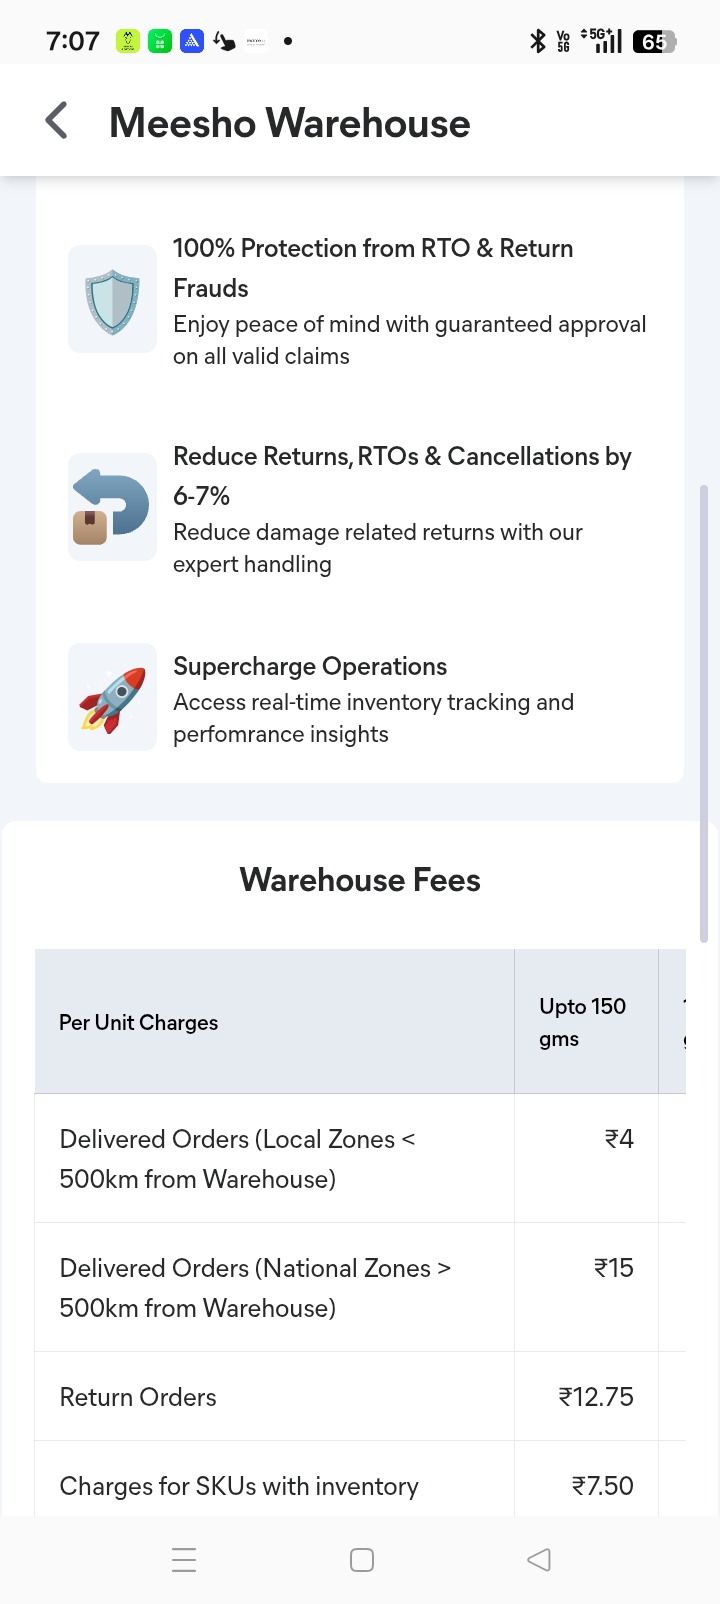 7:07
Vo
5G
5G+
65
Meesho Warehouse
100% Protection from RTO & Return
Frauds
Enjoy peace of mind with guaranteed approval
on all valid claims
Reduce Returns, RTOs & Cancellations by
6-7%
Reduce damage related returns with our
expert handling
Supercharge Operations
Access real-time inventory tracking and
perfomrance insights
Warehouse Fees
Per Unit Charges
Upto 150
gms
Delivered Orders (Local Zones <
500km from Warehouse)
₹4
Delivered Orders (National Zones >
500km from Warehouse)
₹15
Return Orders
₹12.75
Charges for SKUs with inventory
₹7.50